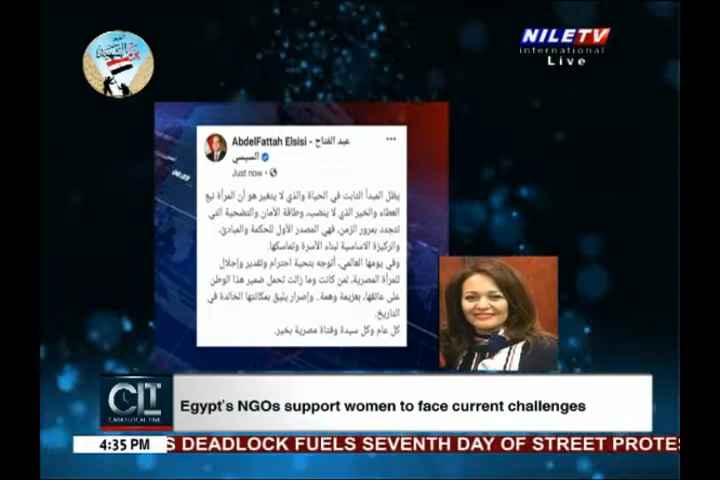 NILETV
international
Live
AbdelFattah Elsisi - عبد الفتاح
السيسي
Just now
يظل المبدأ الثابت في الحياة والذي لا يتغير هو أن المرأة نبع
العطاء والخير الذي لا ينضب، وطاقة الأمان والتضحية التي
تتجدد بمرور الزمن، فهي المصدر الأول للحكمة والمبادئ،
والركيزة الاساسية لبناء الأسرة وتماسكها.
وفي يومها العالمي، أتوجه بتحية احترام وتقدير وإجلال
للمرأة المصرية، لمن كانت وما زالت تحمل ضمير هذا الوطن
على عاتقها، بعزيمة وهمة.. وإصرار يليق بمكانتها الخالدة في
التاريخ.
كل عام وكل سيدة وفتاة مصرية بخير.
CLT
CAIRO LOCAL TIME
Egypt's NGOs support women to face current challenges
4:35 PM
S DEADLOCK FUELS SEVENTH DAY OF STREET PROTES